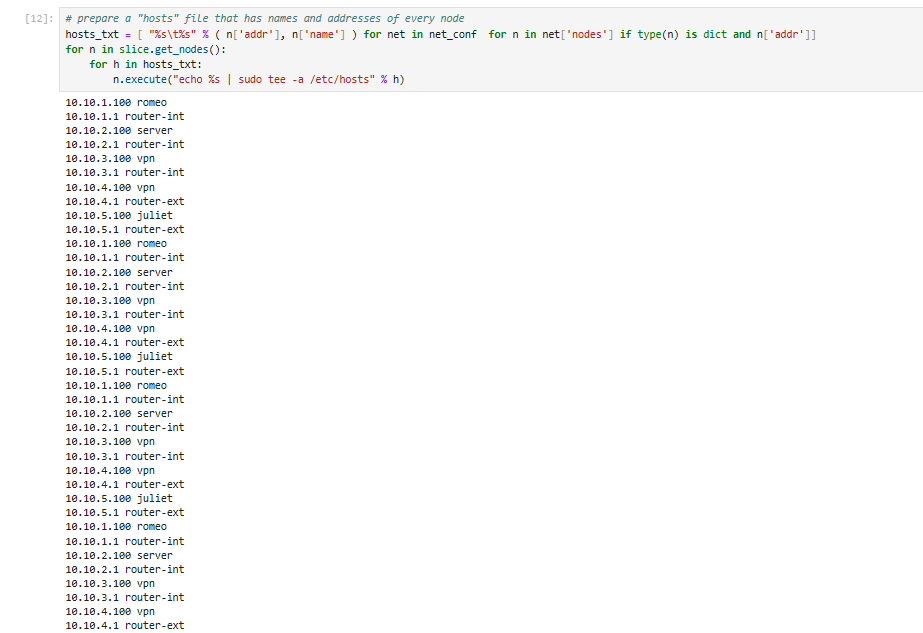 [12]: # prepare a "hosts" file that has names and addresses of every node
hosts_txt = [ "%s\t%s" % ( n['addr'], n['name'] ) for net in net_conf  for n in net['nodes'] if type(n) is dict and n['addr']]
for n in slice.get_nodes():
    for h in hosts_txt:
        n.execute("echo %s | sudo tee -a /etc/hosts" % h)
10.10.1.100 romeo
10.10.1.1 router-int
10.10.2.100 server
10.10.2.1 router-int
10.10.3.100 vpn
10.10.3.1 router-int
10.10.4.100 vpn
10.10.4.1 router-ext
10.10.5.100 juliet
10.10.5.1 router-ext
10.10.1.100 romeo
10.10.1.1 router-int
10.10.2.100 server
10.10.2.1 router-int
10.10.3.100 vpn
10.10.3.1 router-int
10.10.4.100 vpn
10.10.4.1 router-ext
10.10.5.100 juliet
10.10.5.1 router-ext
10.10.1.100 romeo
10.10.1.1 router-int
10.10.2.100 server
10.10.2.1 router-int
10.10.3.100 vpn
10.10.3.1 router-int
10.10.4.100 vpn
10.10.4.1 router-ext
10.10.5.100 juliet
10.10.5.1 router-ext
10.10.1.100 romeo
10.10.1.1 router-int
10.10.2.100 server
10.10.2.1 router-int
10.10.3.100 vpn
10.10.3.1 router-int
10.10.4.100 vpn
10.10.4.1 router-ext